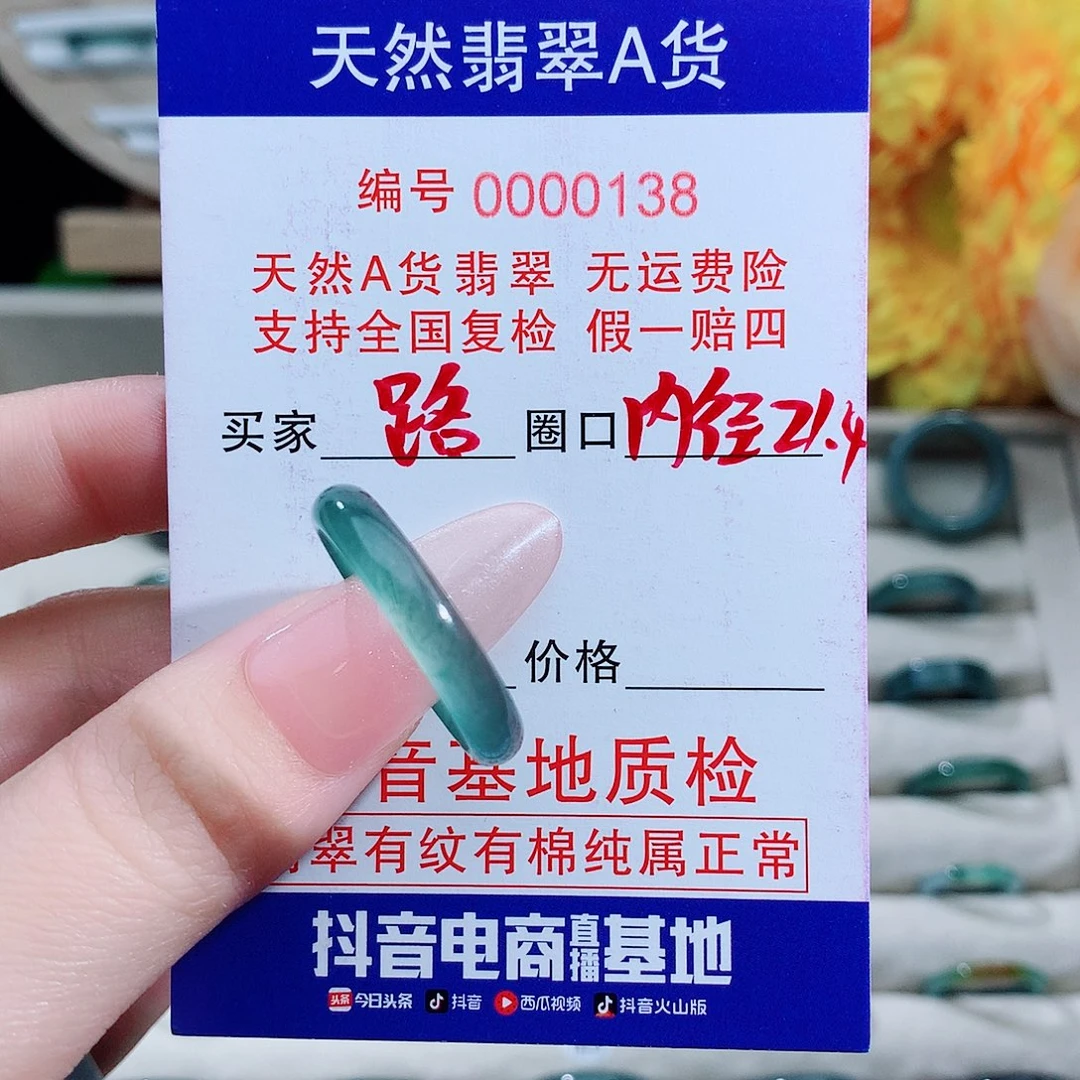 天然翡翠A货
编号 0000138
天然A货翡翠 无运费险
支持全国复检 假一赔四
买家 路 圈口 内径21.4
价格
音基地质检
翠有纹有棉纯属正常
抖音电商直播基地
头条 今日头条 抖音 西瓜视频 抖音火山版